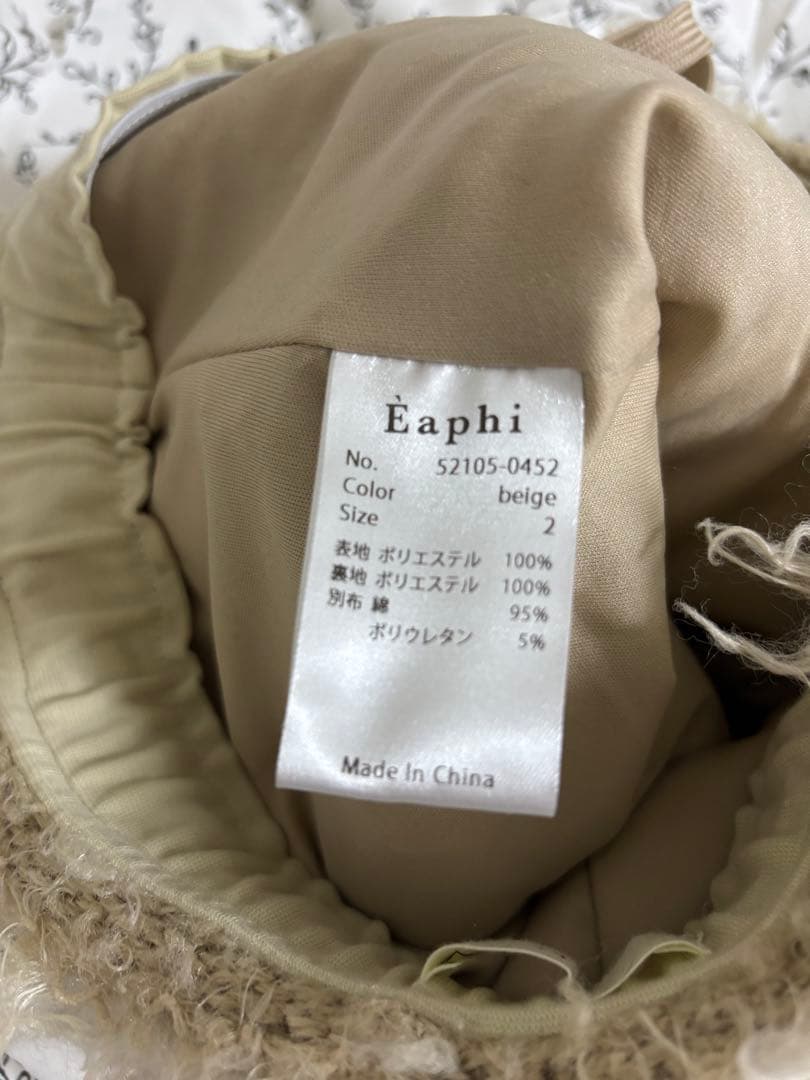 Èaphi
No. 52105-0452
Color beige
Size 2
表地 ポリエステル 100%
裏地 ポリエステル 100%
別布 綿 95%
ポリウレタン 5%
Made In China